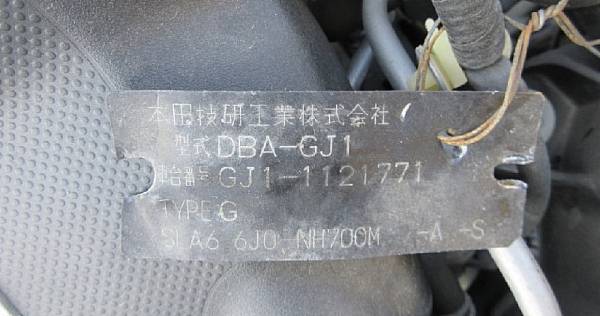 本田技研工業株式会社
型式 DBA-GJ1
車台番号 GJ1-1121771
TYPE G
SLA6 6J0 NH700M -A -S